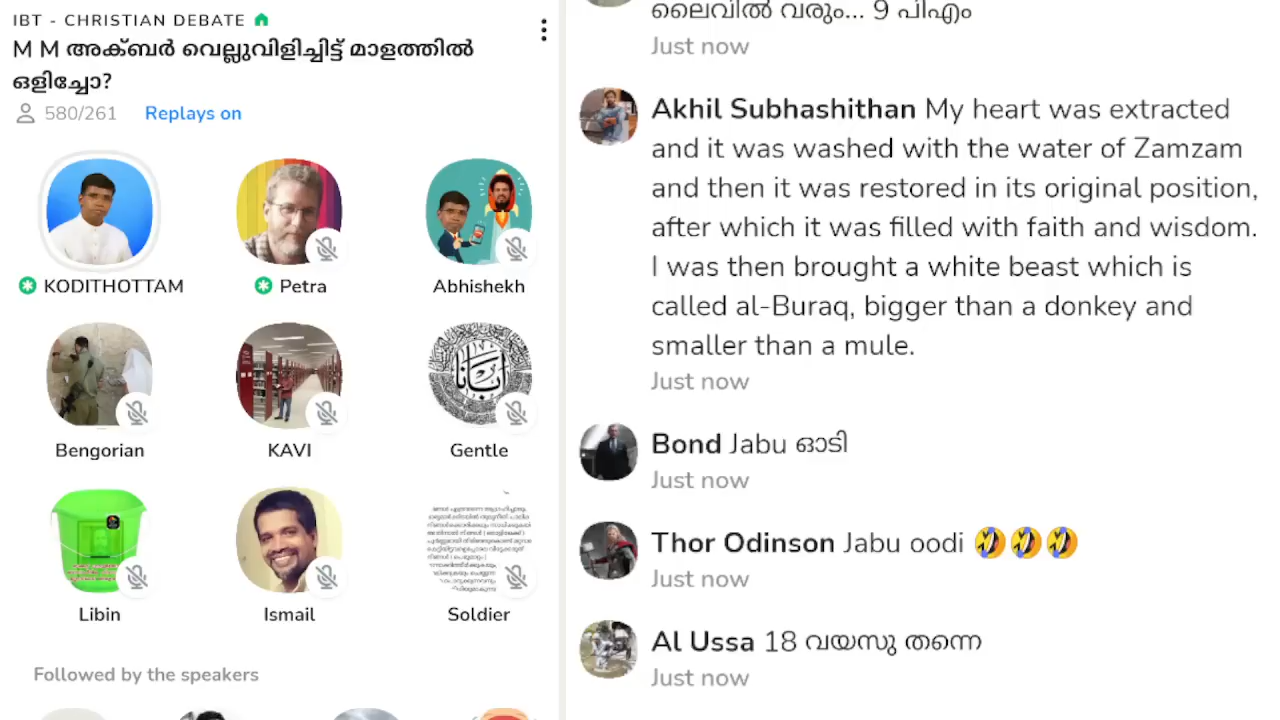 IBT - CHRISTIAN DEBATE
M M അക്ബർ വെല്ലുവിളിച്ചിട്ട് മാളത്തിൽ
ഒളിച്ചോ?
580/261 Replays on
KODITHOTTAM
Petra
Abhishekh
Bengorian
KAVI
Gentle
Libin
Ismail
Soldier
Followed by the speakers
ലൈവിൽ വരും... 9 പിഎം
Just now
Akhil Subhashithan My heart was extracted
and it was washed with the water of Zamzam
and then it was restored in its original position,
after which it was filled with faith and wisdom.
I was then brought a white beast which is
called al-Buraq, bigger than a donkey and
smaller than a mule.
Just now
Bond Jabu ഓടി
Just now
Thor Odinson Jabu oodi 🤣🤣🤣
Just now
Al Ussa 18 വയസു തന്നെ
Just now